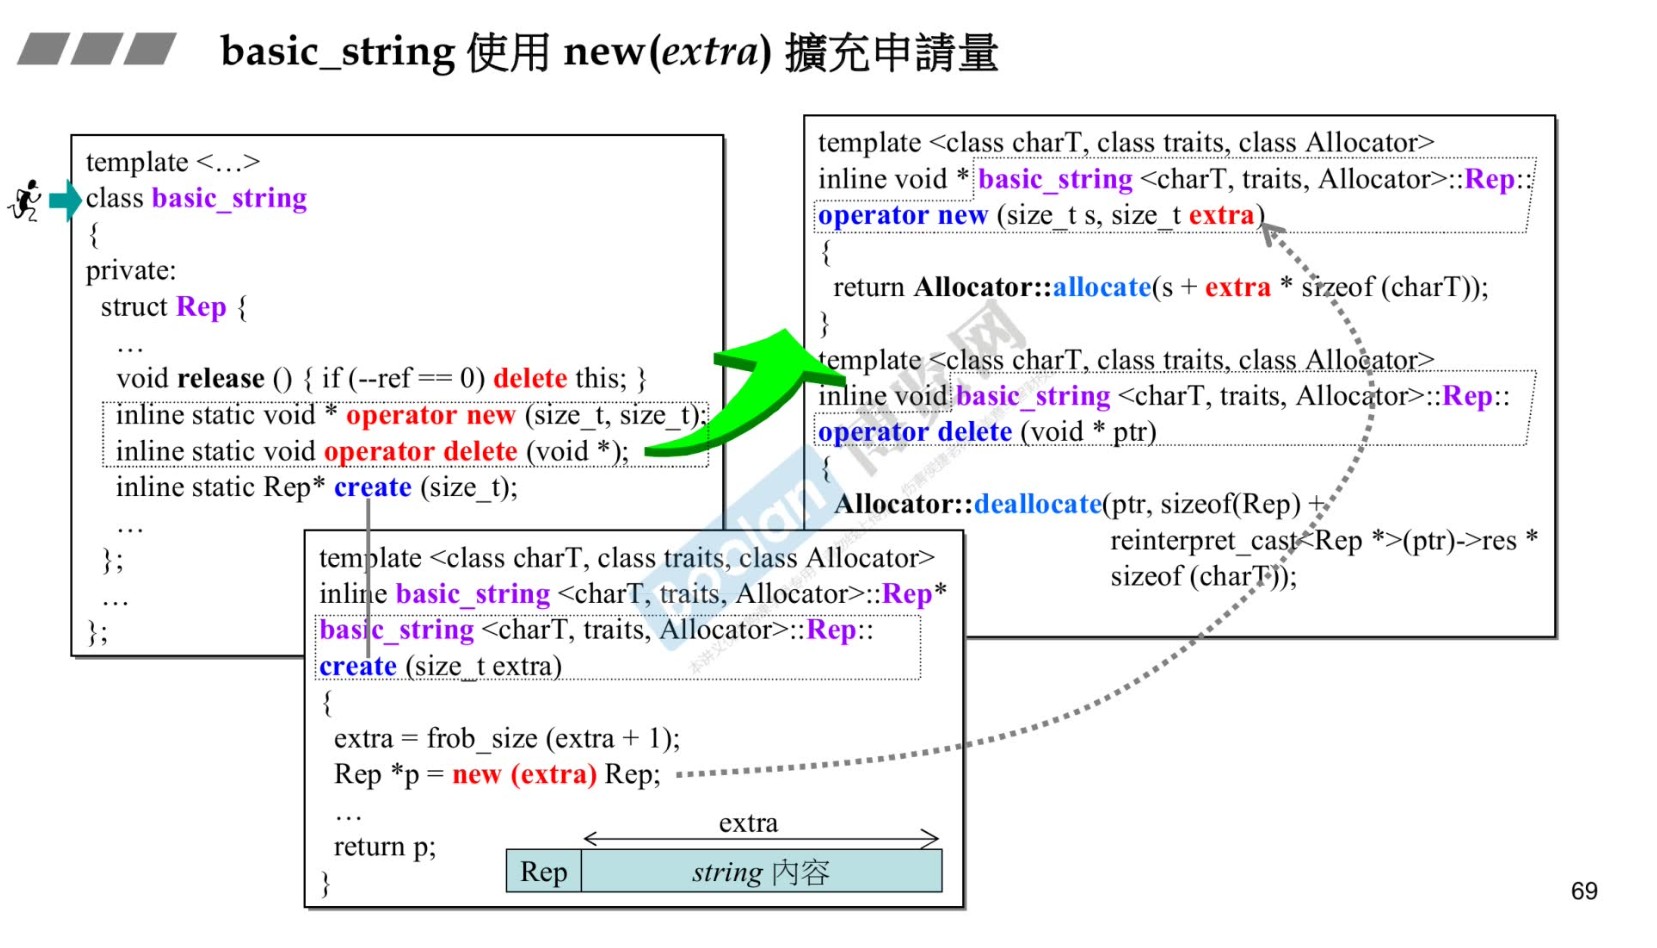 basic_string 使用 new(extra) 擴充申請量
template <…>
class basic_string
{
private:
struct Rep {
…
void release () { if (--ref == 0) delete this; }
inline static void * operator new (size_t, size_t);
inline static void operator delete (void *);
inline static Rep* create (size_t);
…
};
…
};
template <class charT, class traits, class Allocator>
inline void * basic_string <charT, traits, Allocator>::Rep::
operator new (size_t s, size_t extra)
{
return Allocator::allocate(s + extra * sizeof (charT));
}
template <class charT, class traits, class Allocator>
inline void basic_string <charT, traits, Allocator>::Rep::
operator delete (void * ptr)
{
Allocator::deallocate(ptr, sizeof(Rep) +
reinterpret_cast<Rep *>(ptr)->res *
sizeof (charT));
template <class charT, class traits, class Allocator>
inline basic_string <charT, traits, Allocator>::Rep*
basic_string <charT, traits, Allocator>::Rep::
create (size_t extra)
{
extra = frob_size (extra + 1);
Rep *p = new (extra) Rep;
…
return p;
}
extra
Rep
string 內容
Boolan
博览网
69